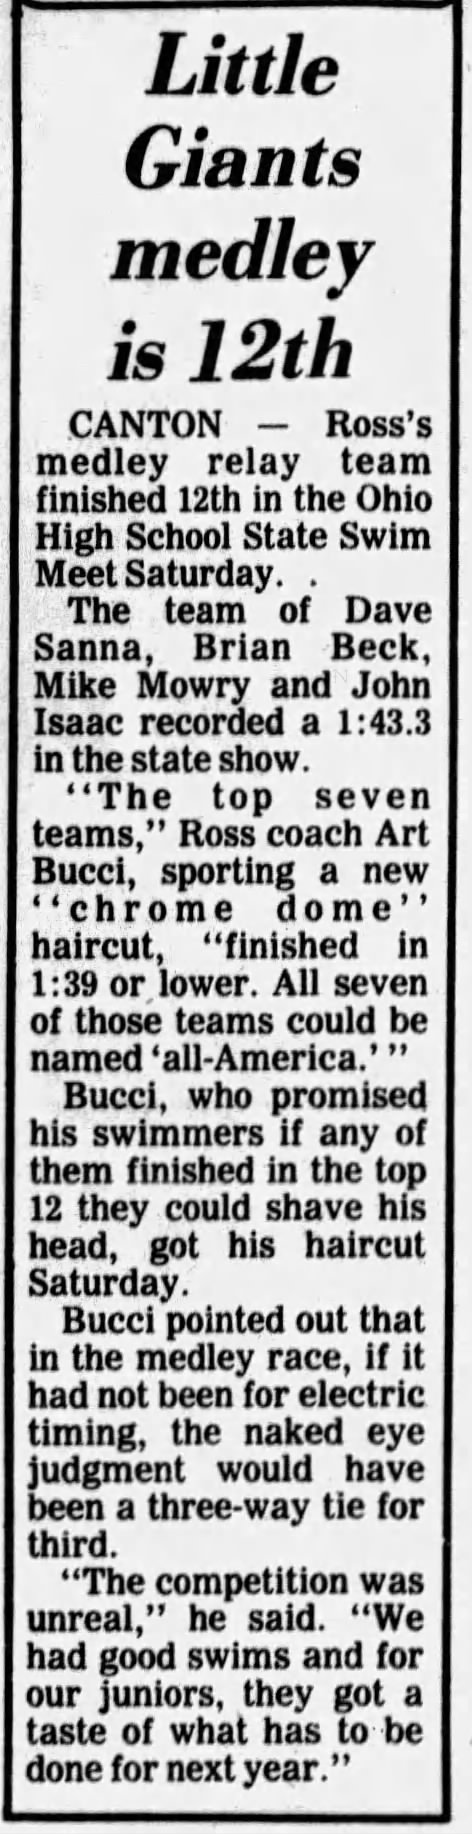 Little
Giants
medley
is 12th
CANTON — Ross's
medley relay team
finished 12th in the Ohio
High School State Swim
Meet Saturday. .
The team of Dave
Sanna, Brian Beck,
Mike Mowry and John
Isaac recorded a 1:43.3
in the state show.
"The top seven
teams," Ross coach Art
Bucci, sporting a new
"chrome dome"
haircut, "finished in
1:39 or lower. All seven
of those teams could be
named 'all-America.' "
Bucci, who promised
his swimmers if any of
them finished in the top
12 they could shave his
head, got his haircut
Saturday.
Bucci pointed out that
in the medley race, if it
had not been for electric
timing, the naked eye
judgment would have
been a three-way tie for
third.
"The competition was
unreal," he said. "We
had good swims and for
our juniors, they got a
taste of what has to be
done for next year."